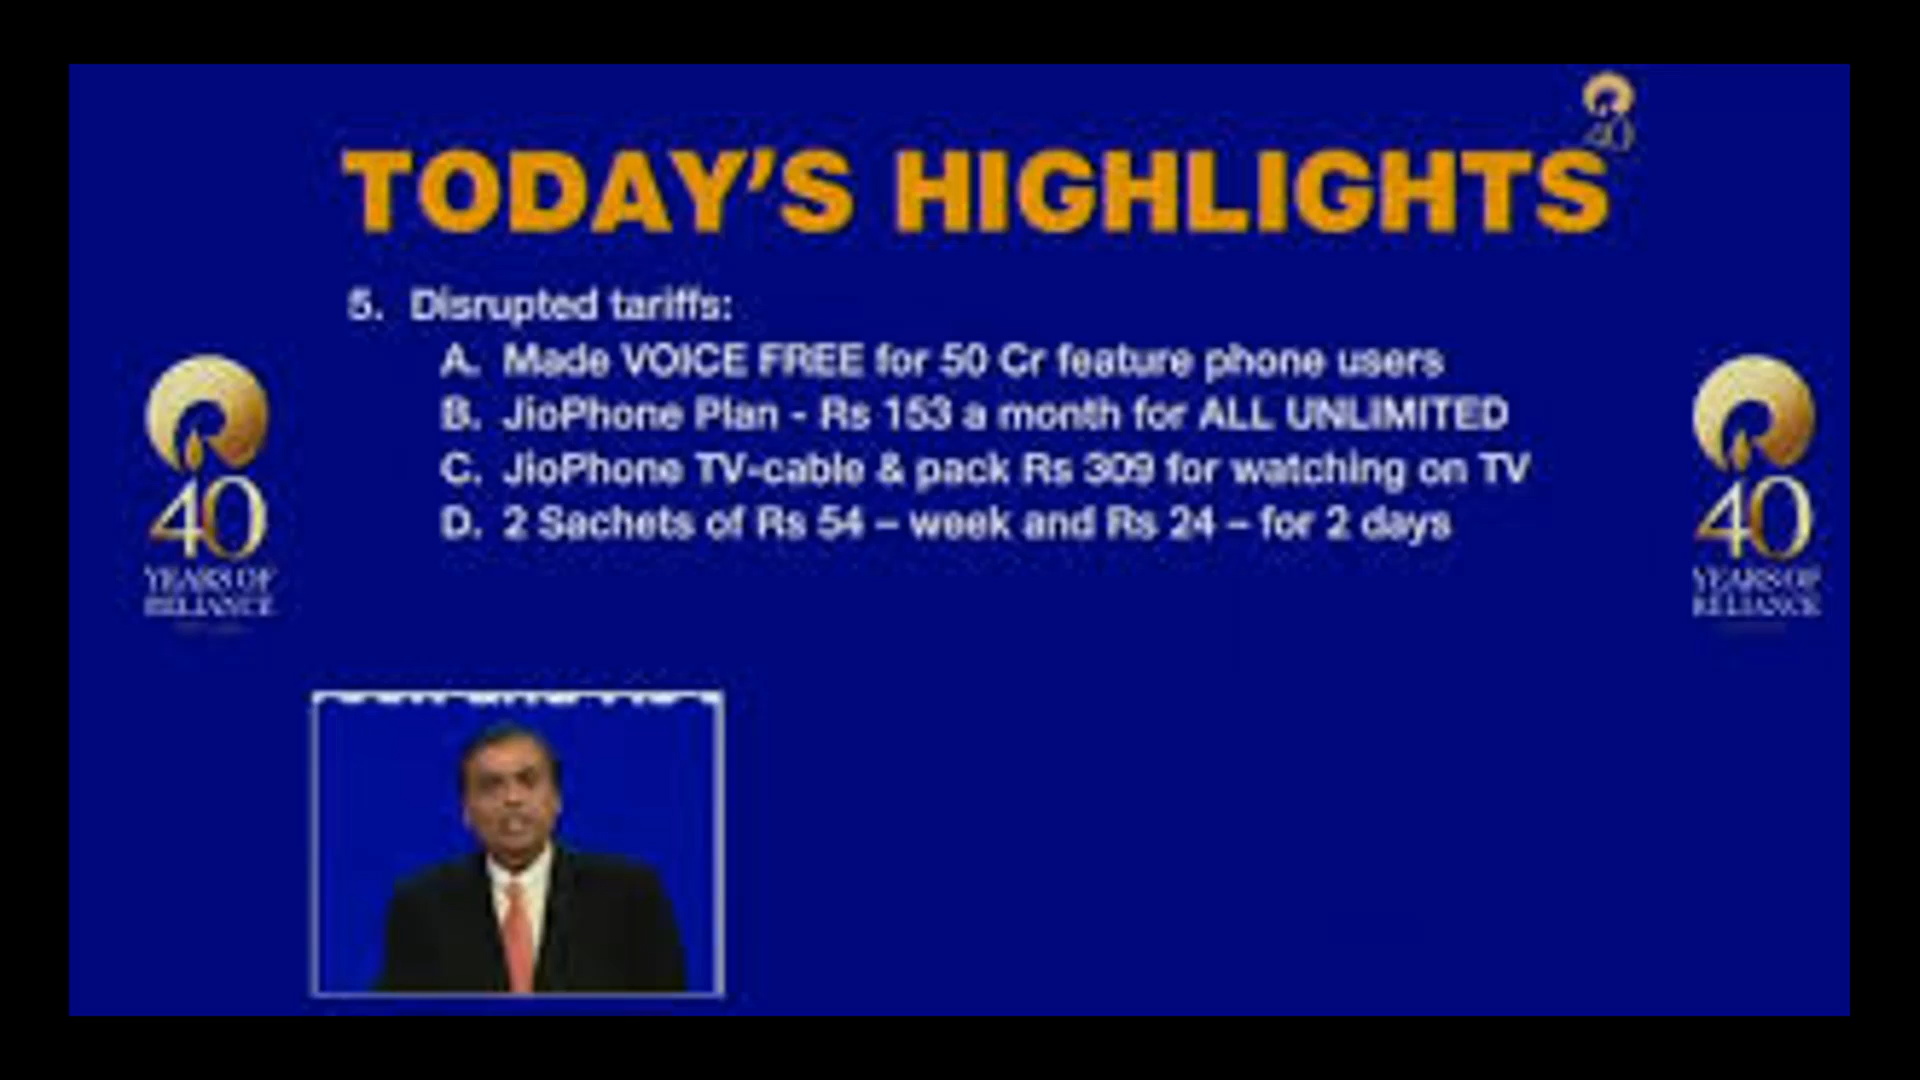 40
TODAY'S HIGHLIGHTS
5. Disrupted tariffs:
A. Made VOICE FREE for 50 Cr feature phone users
B. JioPhone Plan - Rs 153 a month for ALL UNLIMITED
C. JioPhone TV-cable & pack Rs 309 for watching on TV
D. 2 Sachets of Rs 54 – week and Rs 24 – for 2 days
40
YEARS OF
RELIANCE
40
YEARS OF
RELIANCE